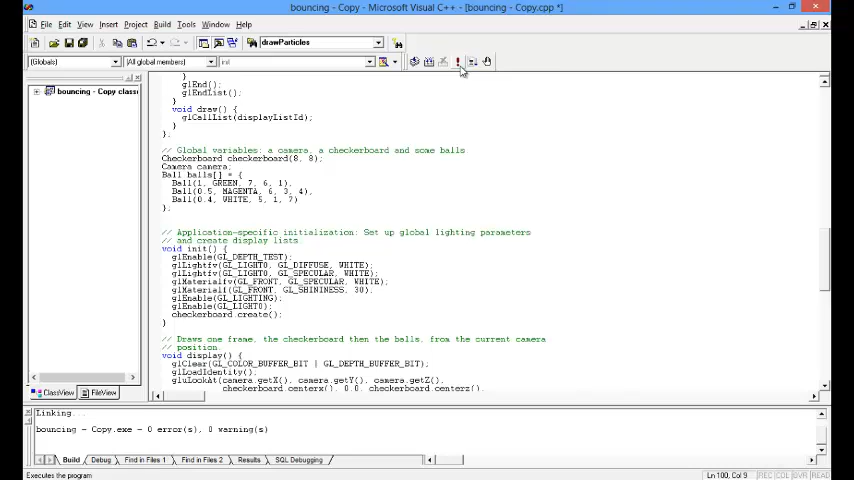 bouncing - Copy - Microsoft Visual C++ - [bouncing - Copy.cpp *]
File Edit View Insert Project Build Tools Window Help
drawParticles
(Globals) (All global members) init
bouncing - Copy class
}
glEnd();
glEndList();
}
void draw() {
glCallList(displayListId);
}
};
// Global variables: a camera, a checkerboard and some balls
Checkerboard checkerboard(8, 8);
Camera camera;
Ball balls[] = {
Ball(1, GREEN, 7, 6, 1),
Ball(0.5, MAGENTA, 6, 3, 4),
Ball(0.4, WHITE, 5, 1, 7)
};
// Application-specific initialization: Set up global lighting parameters
// and create display lists.
void init() {
glEnable(GL_DEPTH_TEST);
glLightfv(GL_LIGHT0, GL_DIFFUSE, WHITE);
glLightfv(GL_LIGHT0, GL_SPECULAR, WHITE);
glMaterialfv(GL_FRONT, GL_SPECULAR, WHITE);
glMaterialf(GL_FRONT, GL_SHININESS, 30);
glEnable(GL_LIGHTING);
glEnable(GL_LIGHT0);
checkerboard.create();
}
// Draws one frame, the checkerboard then the balls, from the current camera
// position.
void display() {
glClear(GL_COLOR_BUFFER_BIT | GL_DEPTH_BUFFER_BIT);
glLoadIdentity();
gluLookAt(camera.getX(), camera.getY(), camera.getZ(),
checkerboard.centerx(), 0.0, checkerboard.centerz(),
ClassView FileView
Linking...
bouncing - Copy.exe - 0 error(s), 0 warning(s)
Build Debug Find in Files 1 Find in Files 2 Results SQL Debugging
Executes the program Ln 100, Col 9 REC COL OVR READ